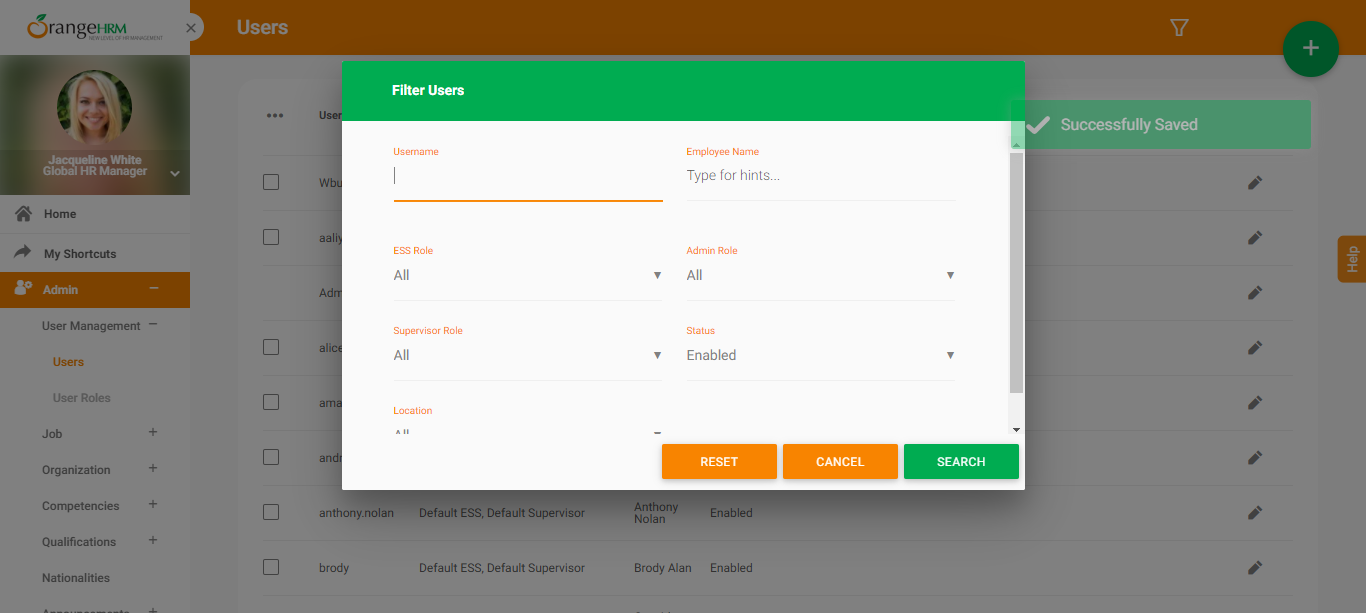 OrangeHRM
NEW LEVEL OF HR MANAGEMENT
Users
Jacqueline White
Global HR Manager
Home
My Shortcuts
Admin
User Management
Users
User Roles
Job
Organization
Competencies
Qualifications
Nationalities
Announcements
User
Filter Users
Successfully Saved
Username
Employee Name
Type for hints...
ESS Role
Admin Role
All
All
Supervisor Role
Status
All
Enabled
Location
All
RESET
CANCEL
SEARCH
Wbu
aaliy
Adm
alice
ama
andr
anthony.nolan
Default ESS, Default Supervisor
Anthony
Nolan
Enabled
brody
Default ESS, Default Supervisor
Brody Alan
Enabled
Help